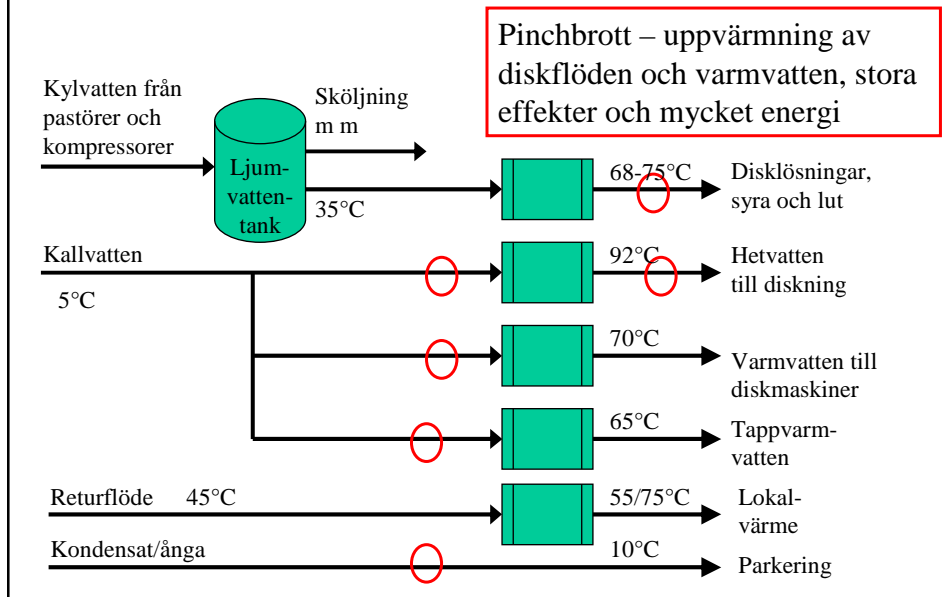 Pinchbrott – uppvärmning av
diskflöden och varmvatten, stora
effekter och mycket energi
Kylvatten från
pastörer och
kompressorer
Ljum-
vatten-
tank
Sköljning
m m
35°C
68-75°C
Disklösningar,
syra och lut
Kallvatten
5°C
92°C
Hetvatten
till diskning
70°C
Varmvatten till
diskmaskiner
65°C
Tappvarm-
vatten
Returflöde 45°C
55/75°C
Lokal-
värme
Kondensat/ånga
10°C
Parkering